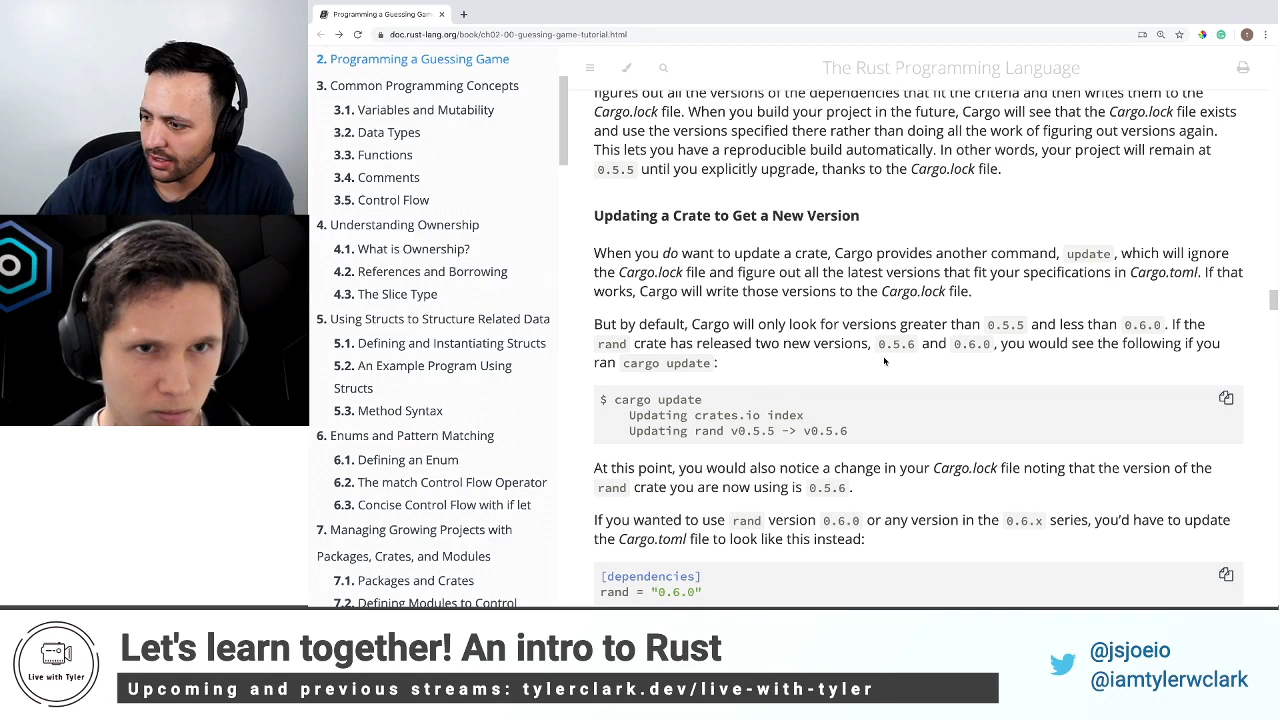 Programming a Guessing Gam
doc.rust-lang.org/book/ch02-00-guessing-game-tutorial.html
2. Programming a Guessing Game
3. Common Programming Concepts
3.1. Variables and Mutability
3.2. Data Types
3.3. Functions
3.4. Comments
3.5. Control Flow
4. Understanding Ownership
4.1. What is Ownership?
4.2. References and Borrowing
4.3. The Slice Type
5. Using Structs to Structure Related Data
5.1. Defining and Instantiating Structs
5.2. An Example Program Using
Structs
5.3. Method Syntax
6. Enums and Pattern Matching
6.1. Defining an Enum
6.2. The match Control Flow Operator
6.3. Concise Control Flow with if let
7. Managing Growing Projects with
Packages, Crates, and Modules
7.1. Packages and Crates
7.2. Defining Modules to Control
The Rust Programming Language
figures out all the versions of the dependencies that fit the criteria and then writes them to the
Cargo.lock file. When you build your project in the future, Cargo will see that the Cargo.lock file exists
and use the versions specified there rather than doing all the work of figuring out versions again.
This lets you have a reproducible build automatically. In other words, your project will remain at
0.5.5 until you explicitly upgrade, thanks to the Cargo.lock file.
Updating a Crate to Get a New Version
When you do want to update a crate, Cargo provides another command, update, which will ignore
the Cargo.lock file and figure out all the latest versions that fit your specifications in Cargo.toml. If that
works, Cargo will write those versions to the Cargo.lock file.
But by default, Cargo will only look for versions greater than 0.5.5 and less than 0.6.0. If the
rand crate has released two new versions, 0.5.6 and 0.6.0, you would see the following if you
ran cargo update:
$ cargo update
Updating crates.io index
Updating rand v0.5.5 -> v0.5.6
At this point, you would also notice a change in your Cargo.lock file noting that the version of the
rand crate you are now using is 0.5.6.
If you wanted to use rand version 0.6.0 or any version in the 0.6.x series, you'd have to update
the Cargo.toml file to look like this instead:
[dependencies]
rand = "0.6.0"
Live with Tyler
Let's learn together! An intro to Rust
Upcoming and previous streams: tylerclark.dev/live-with-tyler
@jsjoeio
@iamtylerwclark